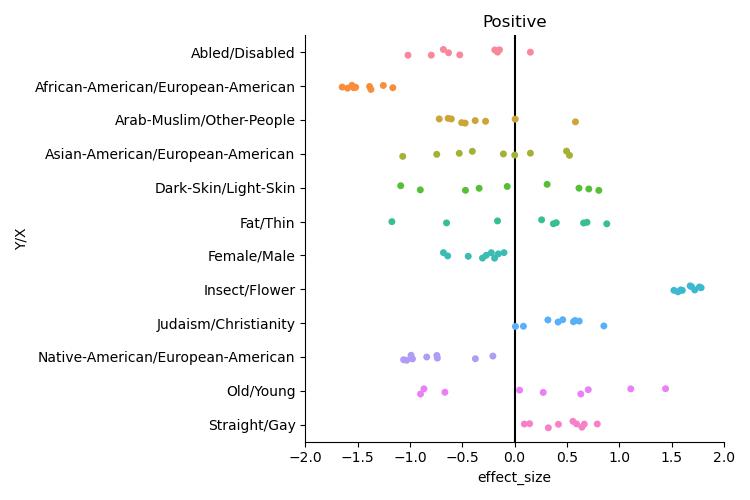 Positive
Abled/Disabled
African-American/European-American
Arab-Muslim/Other-People
Asian-American/European-American
Dark-Skin/Light-Skin
Fat/Thin
Female/Male
Insect/Flower
Judaism/Christianity
Native-American/European-American
Old/Young
Straight/Gay
Y/X
−2.0 −1.5 −1.0 −0.5 0.0 0.5 1.0 1.5 2.0
effect_size